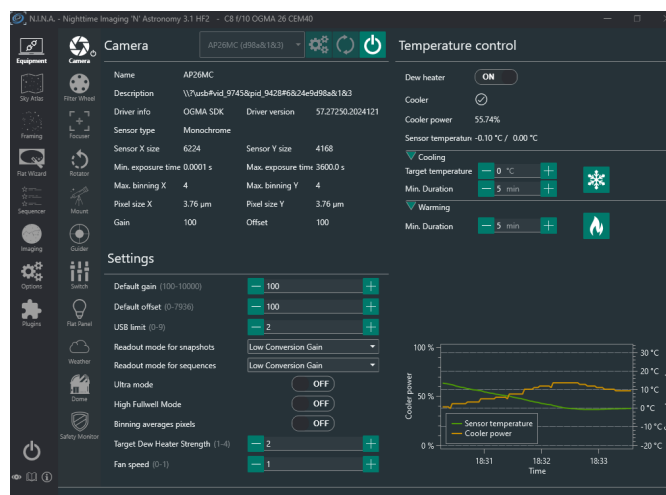 N.I.N.A. - Nighttime Imaging 'N' Astronomy 3.1 HF2 - C8 f/10 OGMA 26 CEM40
Equipment
Sky Atlas
Framing
Flat Wizard
Sequencer
Imaging
Options
Plugins
Camera
Filter Wheel
Focuser
Rotator
Mount
Guider
Switch
Flat Panel
Weather
Dome
Safety Monitor
Camera
AP26MC (d98a&1&3)
Name AP26MC
Description \\?\usb#vid_9745&pid_9428#6&24e9d98a&1&3
Driver info OGMA SDK Driver version 57.27250.2024121
Sensor type Monochrome
Sensor X size 6224 Sensor Y size 4168
Min. exposure time 0.0001 s Max. exposure time 3600.0 s
Max. binning X 4 Max. binning Y 4
Pixel size X 3.76 μm Pixel size Y 3.76 μm
Gain 100 Offset 100
Settings
Default gain (100-10000) 100
Default offset (0-7936) 100
USB limit (0-9) 2
Readout mode for snapshots Low Conversion Gain
Readout mode for sequences Low Conversion Gain
Ultra mode OFF
High Fullwell Mode OFF
Binning averages pixels OFF
Target Dew Heater Strength (1-4) 2
Fan speed (0-1) 1
Temperature control
Dew heater ON
Cooler
Cooler power 55.74%
Sensor temperature -0.10 °C / 0.00 °C
Cooling
Target temperature 0 °C
Min. Duration 5 min
Warming
Min. Duration 5 min
100 %
50 %
0 %
Cooler power
30 °C
20 °C
10 °C
0 °C
-10 °C
-20 °C
Sensor temperature
Cooler power
18:31 18:32 18:33
Time